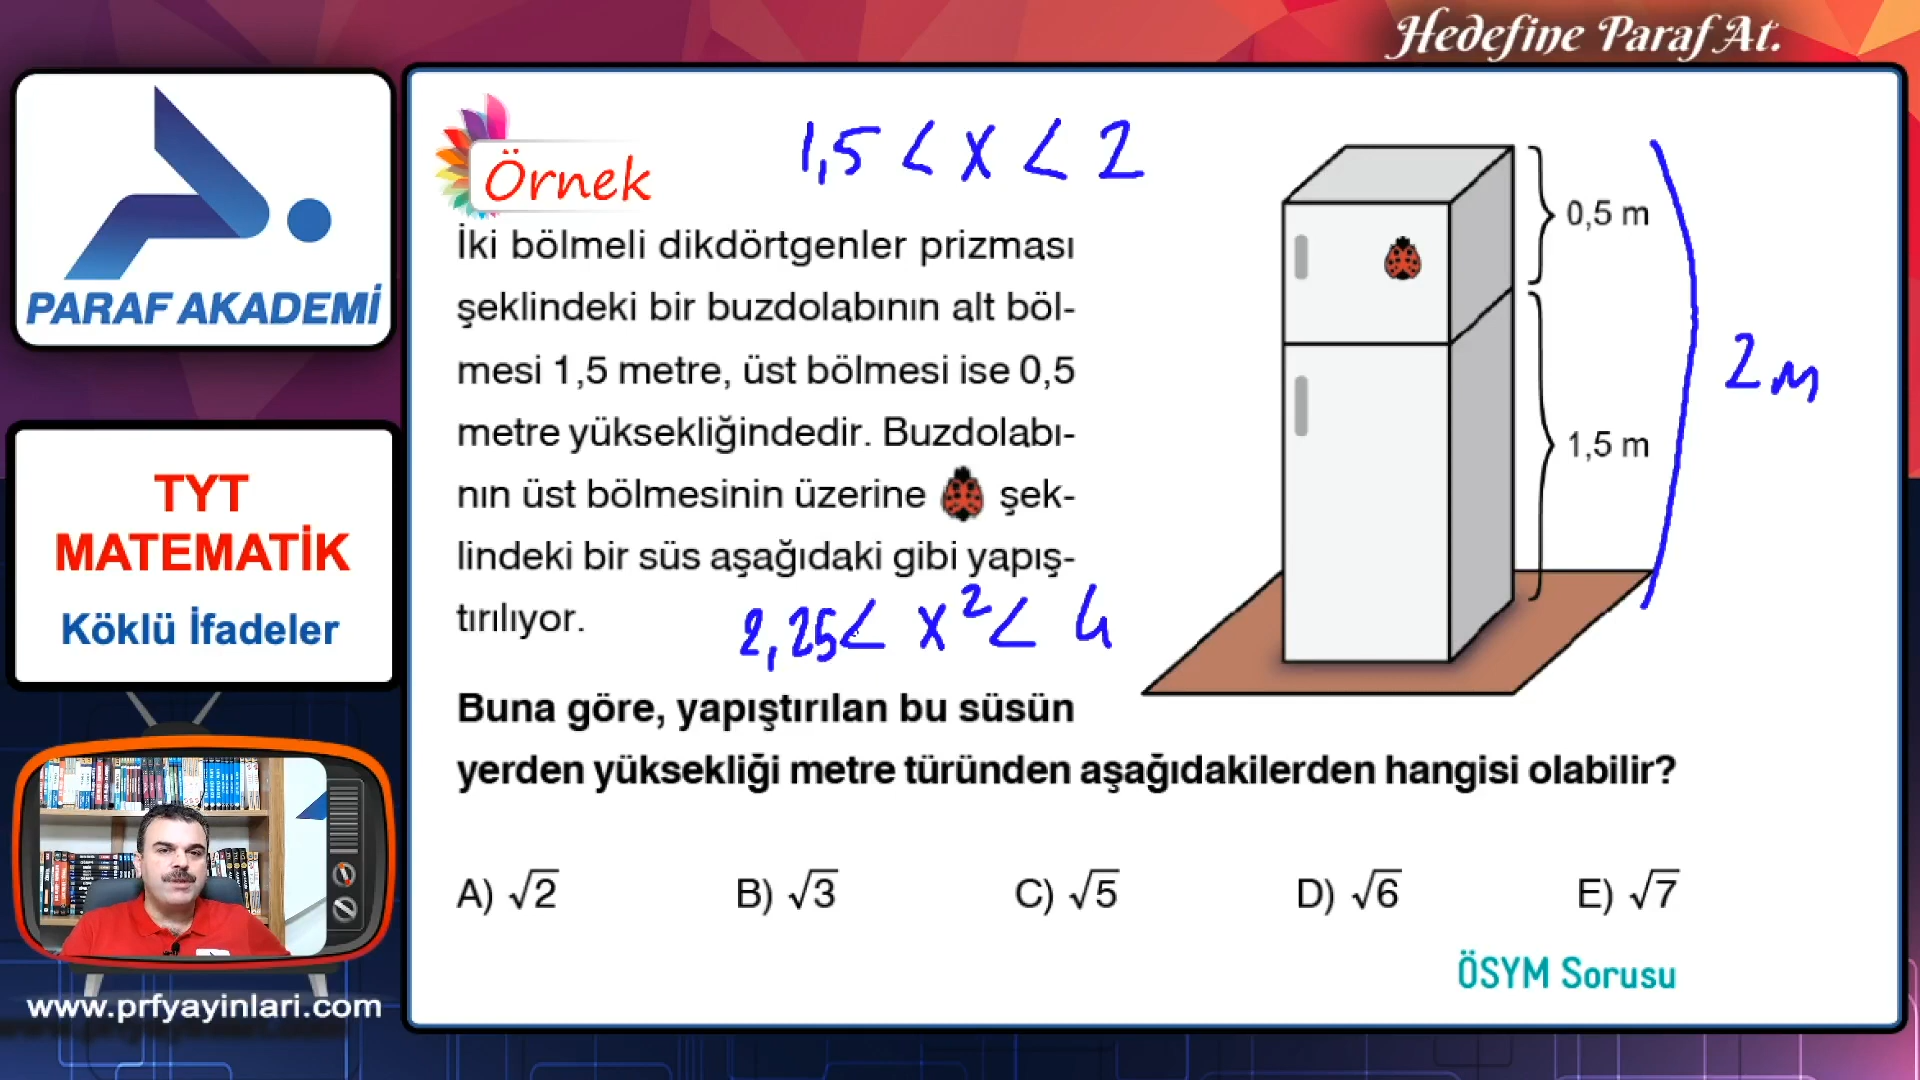 Hedefine Paraf At.
PARAF AKADEMİ
TYT
MATEMATİK
Köklü İfadeler
www.prfyayinlari.com
Örnek
1,5 < x < 2
İki bölmeli dikdörtgenler prizması
şeklindeki bir buzdolabının alt böl-
mesi 1,5 metre, üst bölmesi ise 0,5
metre yüksekliğindedir. Buzdolabı-
nın üst bölmesinin üzerine şek-
lindeki bir süs aşağıdaki gibi yapış-
tırılıyor.
2,25 < x² < 4
0,5 m
1,5 m
2 m
Buna göre, yapıştırılan bu süsün
yerden yüksekliği metre türünden aşağıdakilerden hangisi olabilir?
A) √2 B) √3 C) √5 D) √6 E) √7
ÖSYM Sorusu